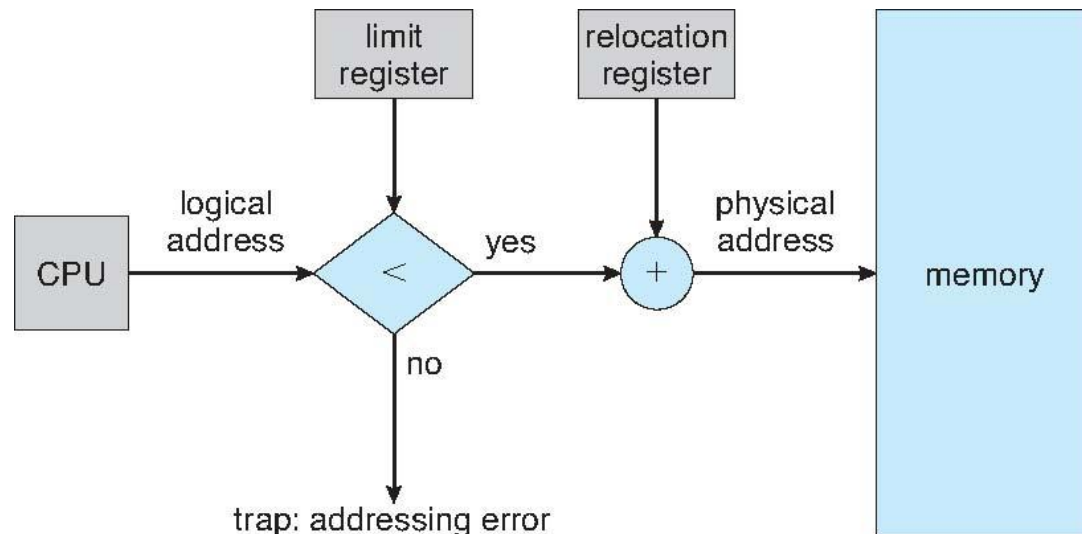 limit
register
relocation
register
logical
address
physical
address
CPU
<
yes
+
memory
no
trap: addressing error